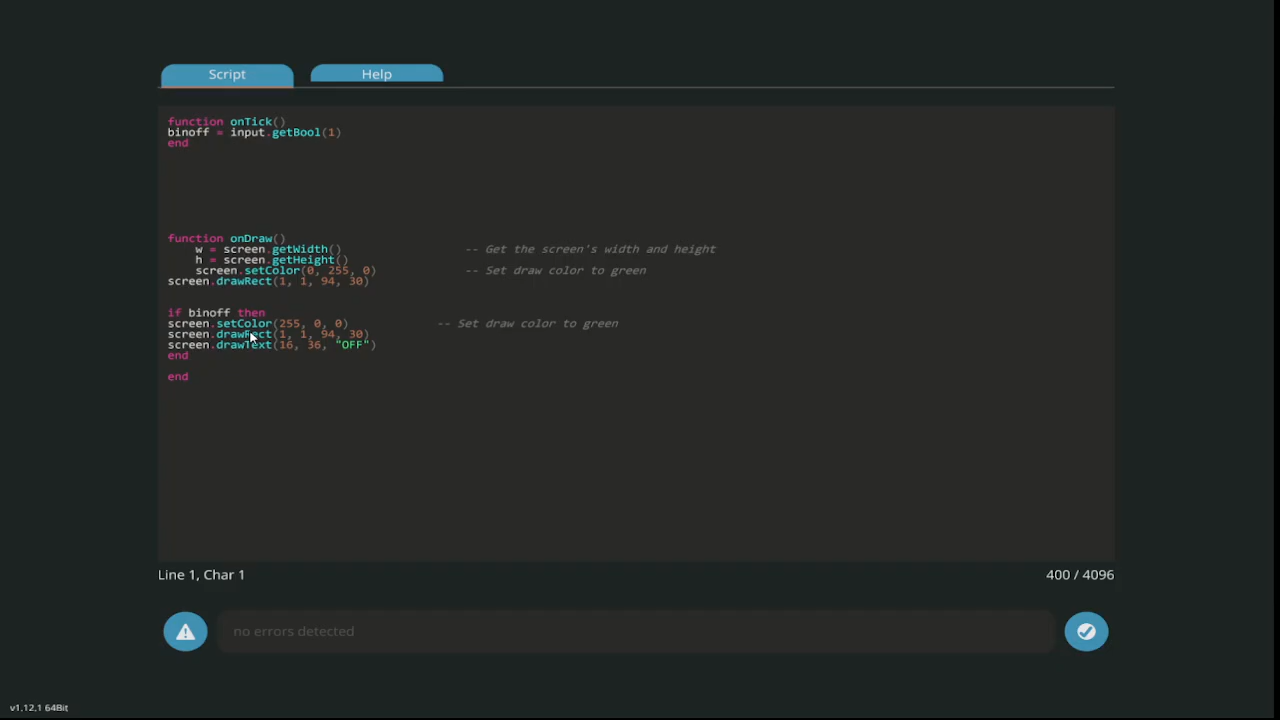 Script
Help
function onTick()
binoff = input.getBool(1)
end
function onDraw()
w = screen.getWidth() -- Get the screen's width and height
h = screen.getHeight()
screen.setColor(0, 255, 0) -- Set draw color to green
screen.drawRect(1, 1, 94, 30)
if binoff then
screen.setColor(255, 0, 0) -- Set draw color to green
screen.drawRect(1, 1, 94, 30)
screen.drawText(16, 36, "OFF")
end
end
Line 1, Char 1
400 / 4096
no errors detected
v1.12.1 64Bit